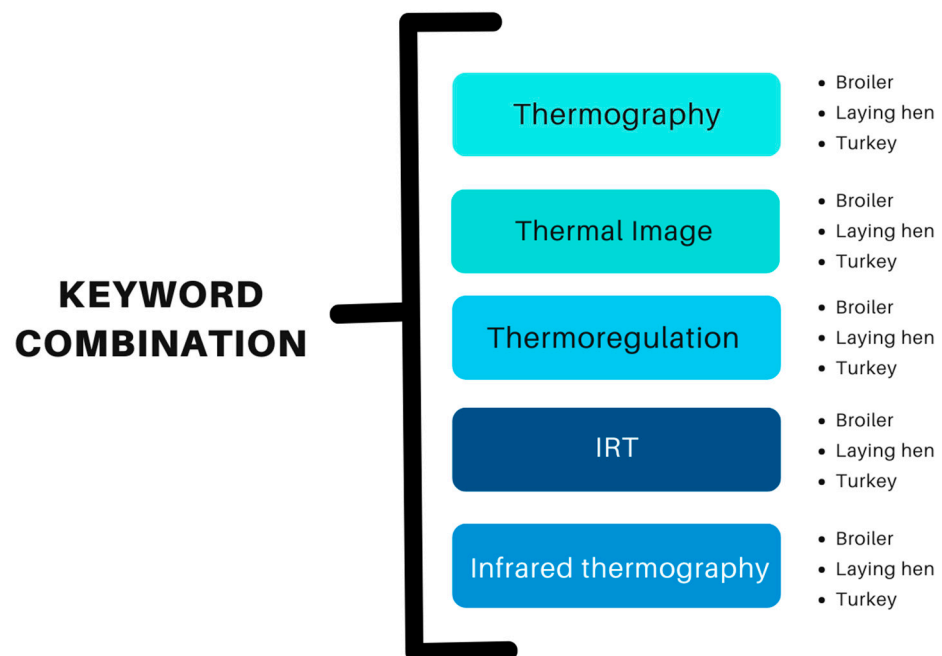 KEYWORD
COMBINATION
Thermography
• Broiler
• Laying hen
• Turkey
Thermal Image
• Broiler
• Laying hen
• Turkey
Thermoregulation
• Broiler
• Laying hen
• Turkey
IRT
• Broiler
• Laying hen
• Turkey
Infrared thermography
• Broiler
• Laying hen
• Turkey